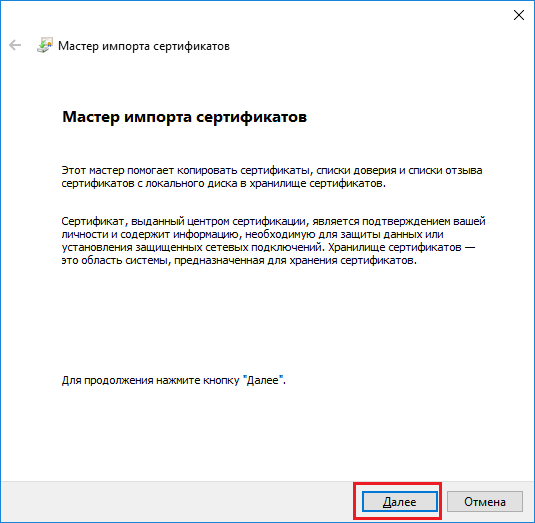 Мастер импорта сертификатов
Мастер импорта сертификатов
Этот мастер помогает копировать сертификаты, списки доверия и списки отзыва
сертификатов с локального диска в хранилище сертификатов.
Сертификат, выданный центром сертификации, является подтверждением вашей
личности и содержит информацию, необходимую для защиты данных или
установления защищенных сетевых подключений. Хранилище сертификатов —
это область системы, предназначенная для хранения сертификатов.
Для продолжения нажмите кнопку "Далее".
Далее
Отмена